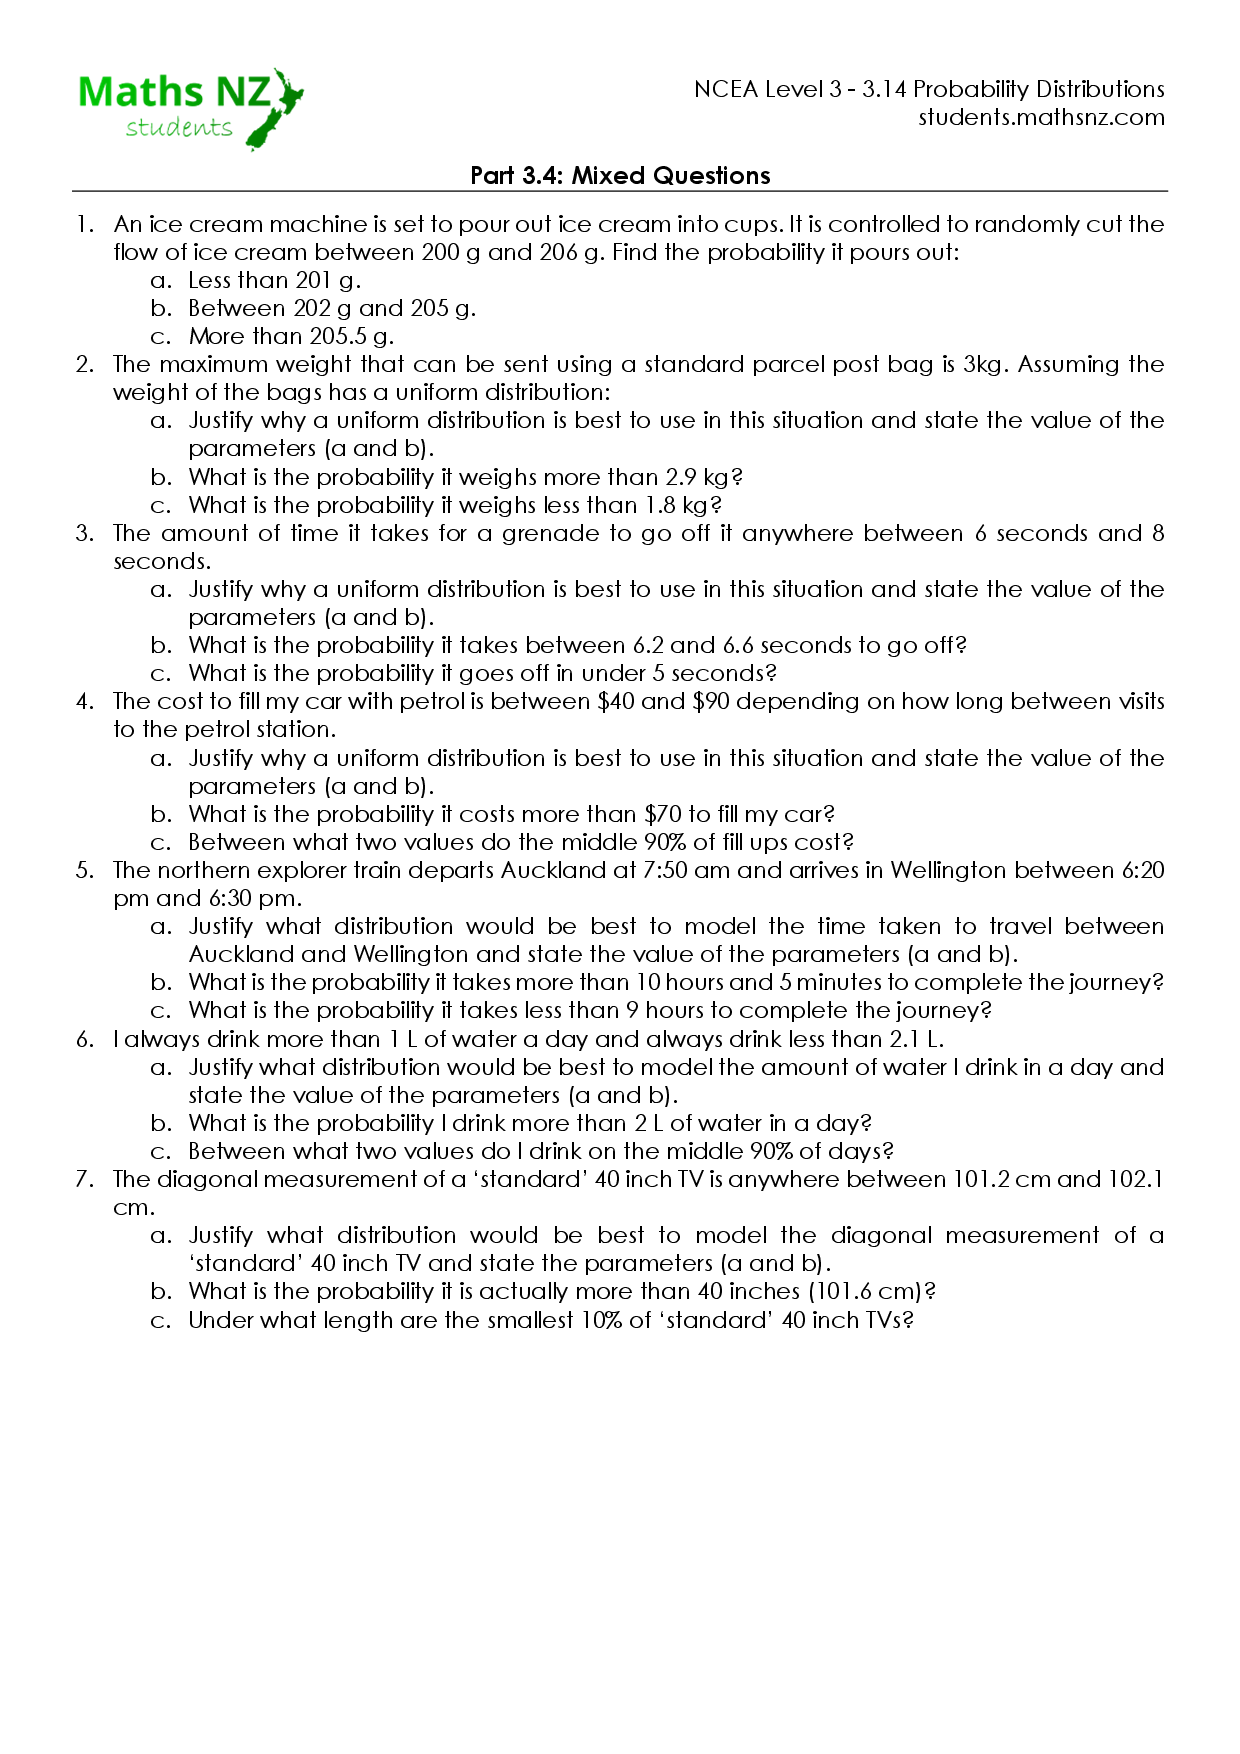 Maths NZ
students
NCEA Level 3 - 3.14 Probability Distributions
students.mathsnz.com
Part 3.4: Mixed Questions
1. An ice cream machine is set to pour out ice cream into cups. It is controlled to randomly cut the
flow of ice cream between 200 g and 206 g. Find the probability it pours out:
a. Less than 201 g.
b. Between 202 g and 205 g.
c. More than 205.5 g.
2. The maximum weight that can be sent using a standard parcel post bag is 3kg. Assuming the
weight of the bags has a uniform distribution:
a. Justify why a uniform distribution is best to use in this situation and state the value of the
parameters (a and b).
b. What is the probability it weighs more than 2.9 kg?
c. What is the probability it weighs less than 1.8 kg?
3. The amount of time it takes for a grenade to go off it anywhere between 6 seconds and 8
seconds.
a. Justify why a uniform distribution is best to use in this situation and state the value of the
parameters (a and b).
b. What is the probability it takes between 6.2 and 6.6 seconds to go off?
c. What is the probability it goes off in under 5 seconds?
4. The cost to fill my car with petrol is between $40 and $90 depending on how long between visits
to the petrol station.
a. Justify why a uniform distribution is best to use in this situation and state the value of the
parameters (a and b).
b. What is the probability it costs more than $70 to fill my car?
c. Between what two values do the middle 90% of fill ups cost?
5. The northern explorer train departs Auckland at 7:50 am and arrives in Wellington between 6:20
pm and 6:30 pm.
a. Justify what distribution would be best to model the time taken to travel between
Auckland and Wellington and state the value of the parameters (a and b).
b. What is the probability it takes more than 10 hours and 5 minutes to complete the journey?
c. What is the probability it takes less than 9 hours to complete the journey?
6. I always drink more than 1 L of water a day and always drink less than 2.1 L.
a. Justify what distribution would be best to model the amount of water I drink in a day and
state the value of the parameters (a and b).
b. What is the probability I drink more than 2 L of water in a day?
c. Between what two values do I drink on the middle 90% of days?
7. The diagonal measurement of a ‘standard’ 40 inch TV is anywhere between 101.2 cm and 102.1
cm.
a. Justify what distribution would be best to model the diagonal measurement of a
‘standard’ 40 inch TV and state the parameters (a and b).
b. What is the probability it is actually more than 40 inches (101.6 cm)?
c. Under what length are the smallest 10% of ‘standard’ 40 inch TVs?